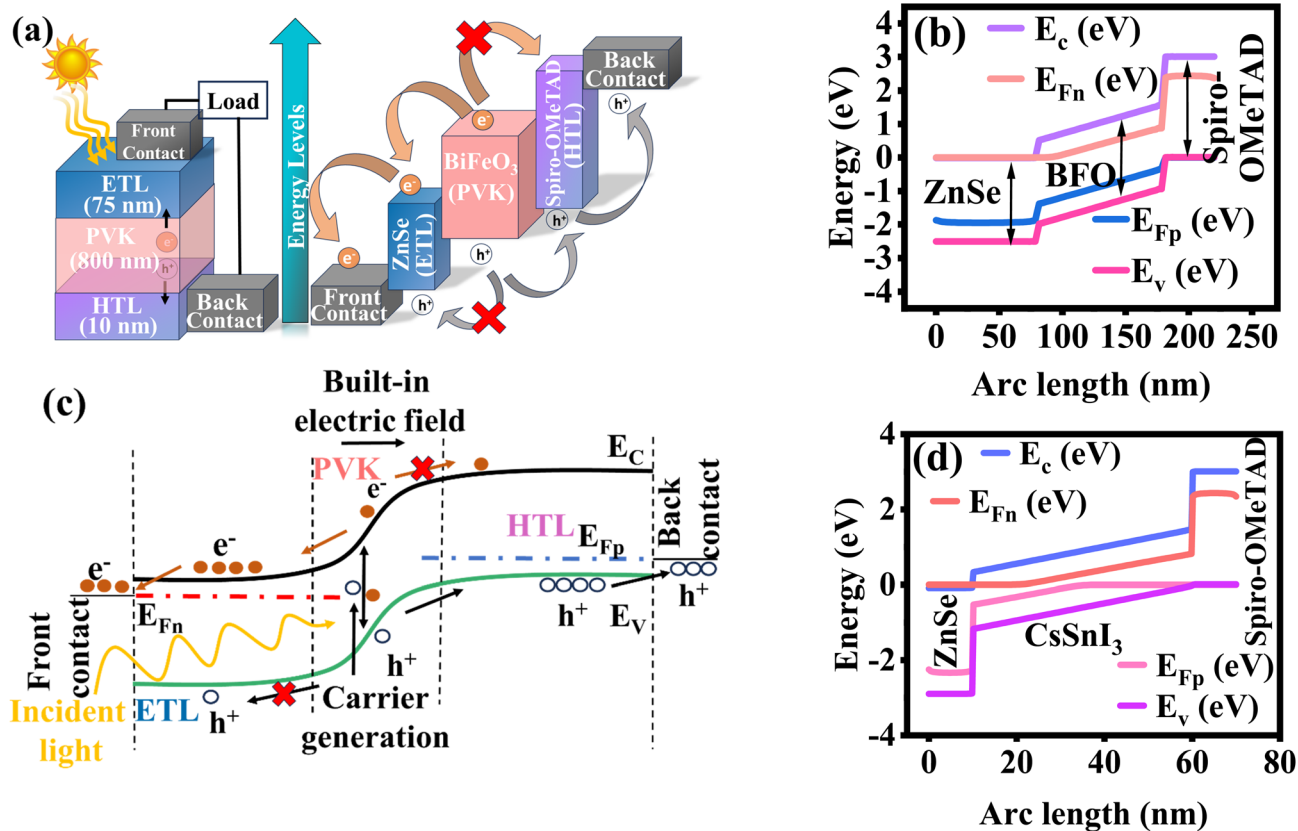 (a)
Load
Front
Contact
ETL
(75 nm)
PVK
e-
(800 nm)
h+
HTL
(10 nm)
Back
Contact
Energy Levels
e-
Front
Contact
e-
ZnSe
(ETL)
h+
e-
BiFeO3
(PVK)
h+
Spiro-OMeTAD
(HTL)
h+
Back
Contact
h+
(b)
Ec (eV)
EFn (eV)
ZnSe
BFO
Spiro-
OMeTAD
EFp (eV)
Ev (eV)
Energy (eV)
4
3
2
1
0
-1
-2
-3
-4
0
50
100
150
200
250
Arc length (nm)
(c)
Built-in
electric field
PVK
EC
e-
e-
e-
HTL
EFp
Back
contact
EFn
h+
h+
EV
h+
Front
contact
Incident
light
ETL
h+
Carrier
generation
(d)
Ec (eV)
EFn (eV)
ZnSe
CsSnI3
Spiro-OMeTAD
EFp (eV)
Ev (eV)
Energy (eV)
4
2
0
-2
-4
0
20
40
60
80
Arc length (nm)